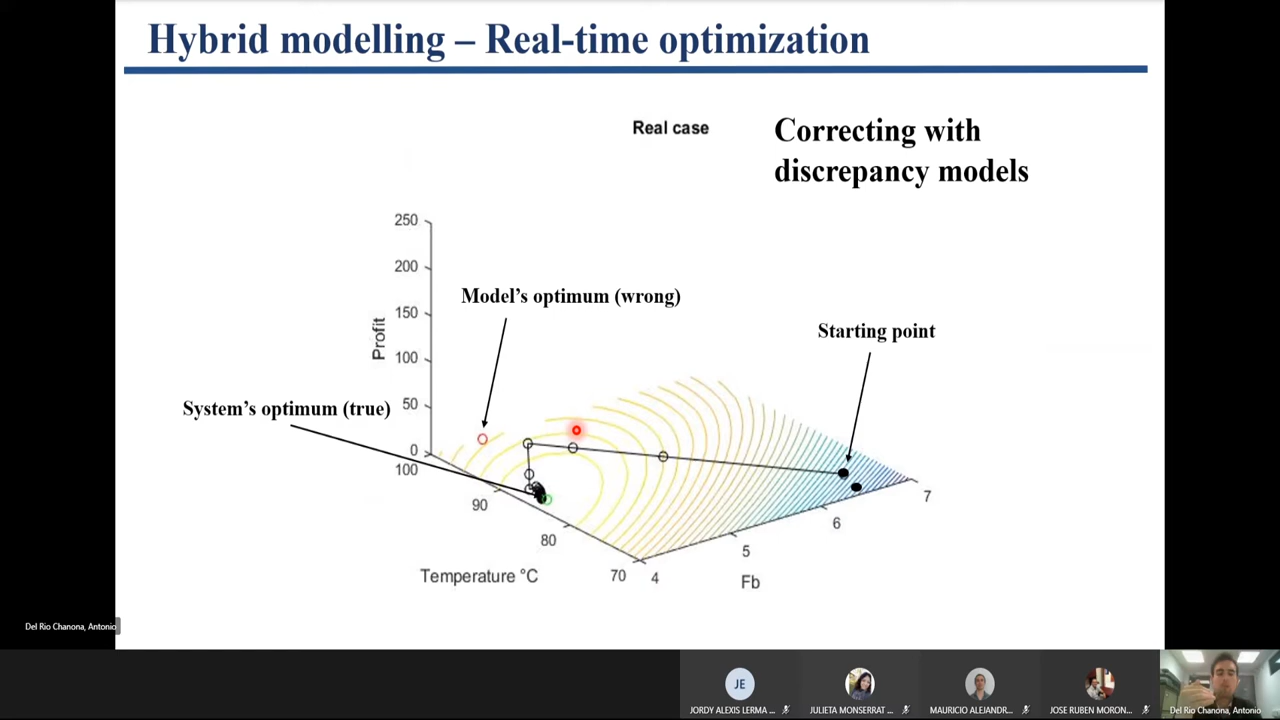 Hybrid modelling – Real-time optimization
Real case
Correcting with
discrepancy models
250
200
150
100
50
0
Profit
Model’s optimum (wrong)
Starting point
System’s optimum (true)
100
90
80
70
Temperature °C
4
5
6
7
Fb
Del Rio Chanona, Antonio
JE
JORDY ALEXIS LERMA ...
JULIETA MONSERRAT ...
MAURICIO ALEJANDR...
JOSE RUBEN MORON...
Del Rio Chanona, Antonio